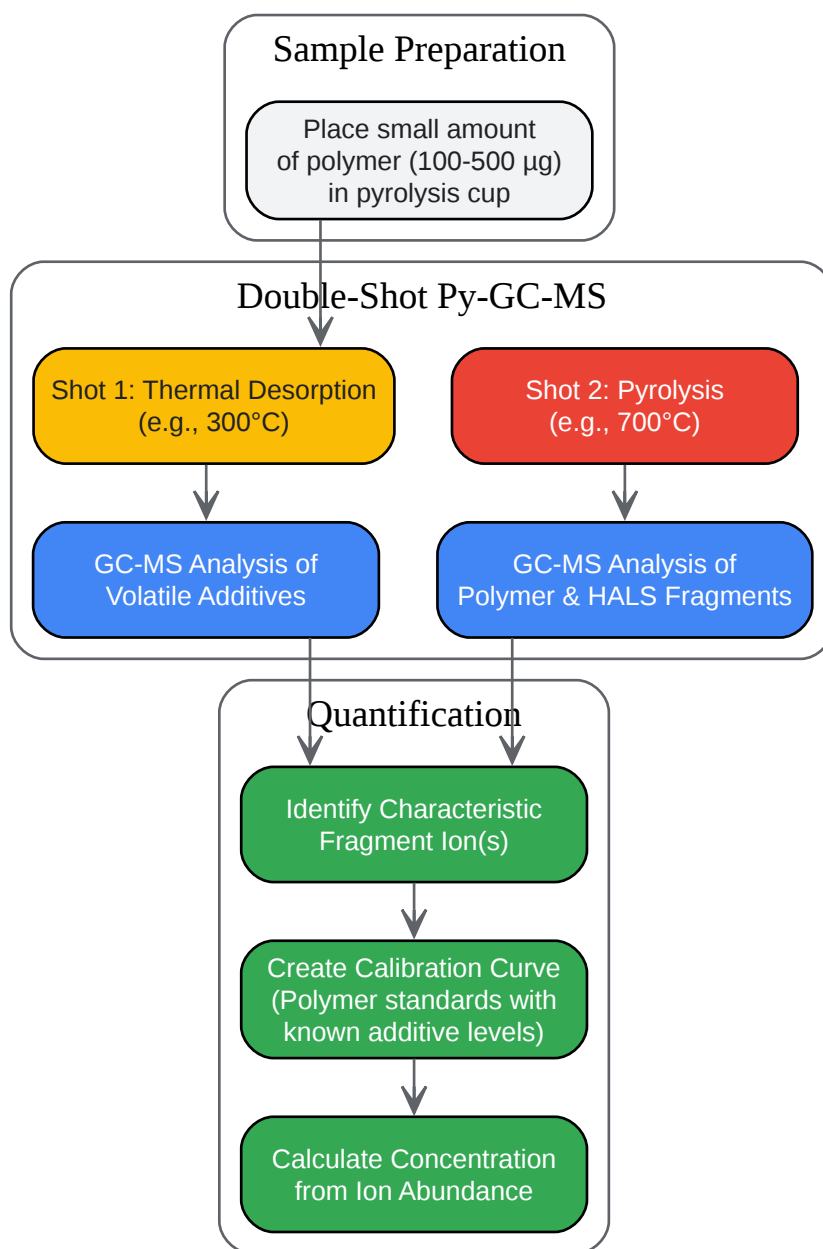 Sample Preparation
Place small amount
of polymer (100-500 µg)
in pyrolysis cup
Double-Shot Py-GC-MS
Shot 1: Thermal Desorption
(e.g., 300°C)
Shot 2: Pyrolysis
(e.g., 700°C)
GC-MS Analysis of
Volatile Additives
GC-MS Analysis of
Polymer & HALS Fragments
Quantification
Identify Characteristic
Fragment Ion(s)
Create Calibration Curve
(Polymer standards with
known additive levels)
Calculate Concentration
from Ion Abundance